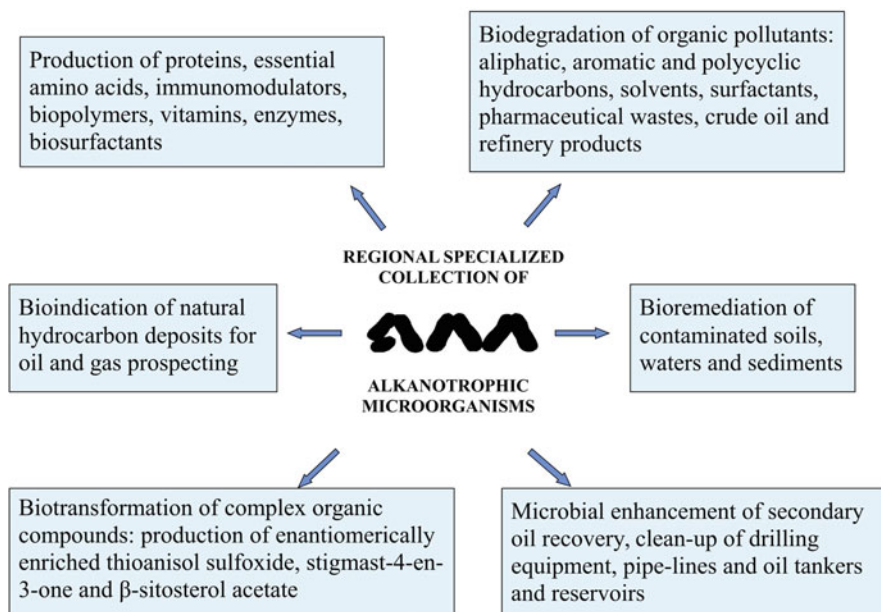 Production of proteins, essential
amino acids, immunomodulators,
biopolymers, vitamins, enzymes,
biosurfactants
Biodegradation of organic pollutants:
aliphatic, aromatic and polycyclic
hydrocarbons, solvents, surfactants,
pharmaceutical wastes, crude oil and
refinery products
REGIONAL SPECIALIZED
COLLECTION OF
Bioindication of natural
hydrocarbon deposits for
oil and gas prospecting
Bioremediation of
contaminated soils,
waters and sediments
ALKANOTROPHIC
MICROORGANISMS
Biotransformation of complex organic
compounds: production of enantiomerically
enriched thioanisol sulfoxide, stigmast-4-en-
3-one and β-sitosterol acetate
Microbial enhancement of secondary
oil recovery, clean-up of drilling
equipment, pipe-lines and oil tankers
and reservoirs